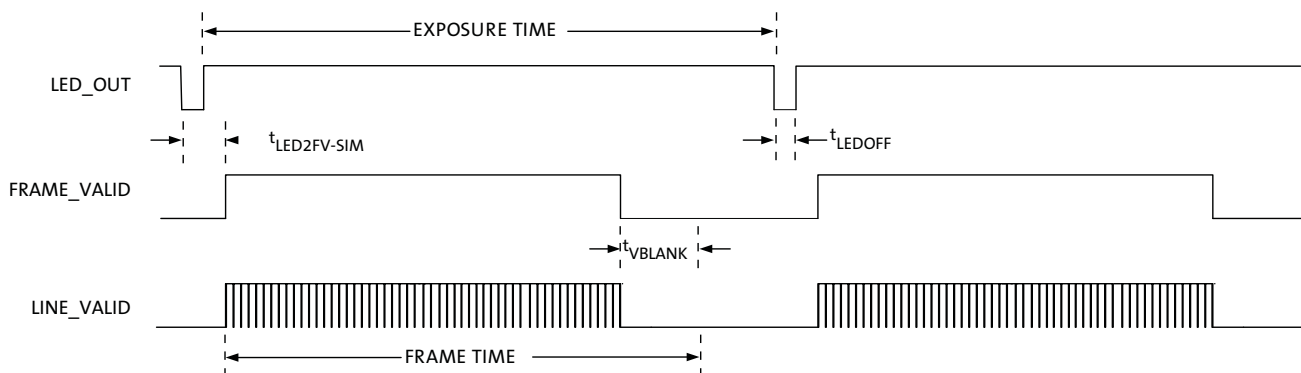 EXPOSURE TIME
LED_OUT
tLED2FV-SIM
tLEDOFF
FRAME_VALID
tVBLANK
LINE_VALID
FRAME TIME